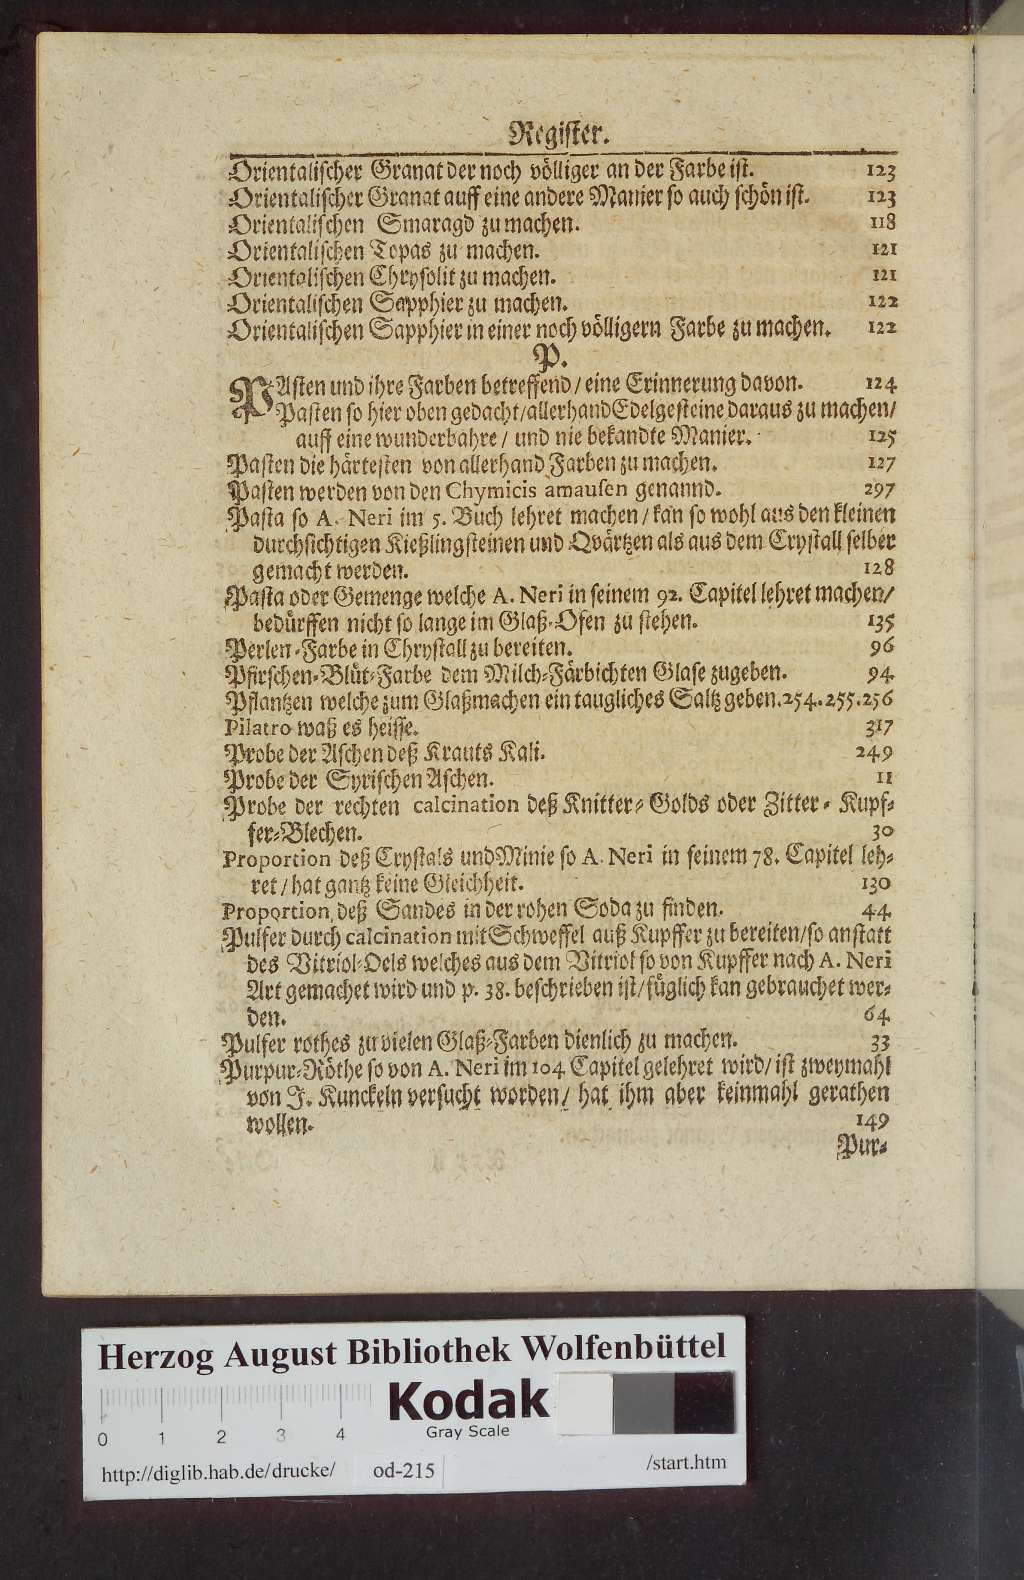 Register.
Orientalischer Granat der noch völliger an der Farbe ist. 123
Orientalischer Granat auff eine andere Manier so auch schön ist. 123
Orientalischen Smaragd zu machen. 118
Orientalischen Topas zu machen. 121
Orientalischen Chrysolit zu machen. 121
Orientalischen Sapphier zu machen. 122
Orientalischen Sapphier in einer noch völligern Farbe zu machen. 122
P.
PAsten und ihre Farben betreffend / eine Erinnerung davon. 124
Pasten so hier oben gedacht / allerhand Edelgesteine daraus zu machen /
auff eine wunderbahre / und nie bekandte Manier. 125
Pasten die härtesten von allerhand Farben zu machen. 127
Pasten werden von den Chymicis amausen genannd. 297
Pasta so A. Neri im 5. Buch lehret machen / kan so wohl aus den kleinen
durchsichtigen Kießlingsteinen und Qvärtzen als aus dem Crystall selber
gemacht werden. 128
Pasta oder Gemenge welche A. Neri in seinem 92. Capitel lehret machen /
bedürffen nicht so lange im Glaß-Ofen zu stehen. 135
Perlen-Farbe in Chrystall zu bereiten. 96
Pfirschen-Blüt-Farbe dem Milch-Färbichten Glase zugeben. 94
Pflantzen welche zum Glaßmachen ein taugliches Saltz geben. 254. 255. 256
Pilatro waß es heisse. 317
Probe der Aschen deß Krauts Kali. 249
Probe der Syrischen Aschen. 11
Probe der rechten calcination deß Knitter-Golds oder Zitter-Kupf-
fer-Blechen. 30
Proportion deß Crystals und Minie so A. Neri in seinem 78. Capitel leh-
ret / hat gantz keine Gleichheit. 130
Proportion deß Sandes in der rohen Soda zu finden. 44
Pulfer durch calcination mit Schweffel auß Kupffer zu bereiten / so anstatt
des Vitriol-Oels welches aus dem Vitriol so von Kupffer nach A. Neri
Art gemachet wird und p. 38. beschrieben ist / füglich kan gebrauchet wer-
den. 64
Pulfer rothes zu vielen Glaß-Farben dienlich zu machen. 33
Purpur-Röthe so von A. Neri im 104 Capitel gelehret wird / ist zweymahl
von J. Kunckeln versucht worden / hat ihm aber keinmahl gerathen
wollen. 149
Pur-
Herzog August Bibliothek Wolfenbüttel
Kodak
Gray Scale
0 1 2 3 4
http://diglib.hab.de/drucke/ od-215 /start.htm